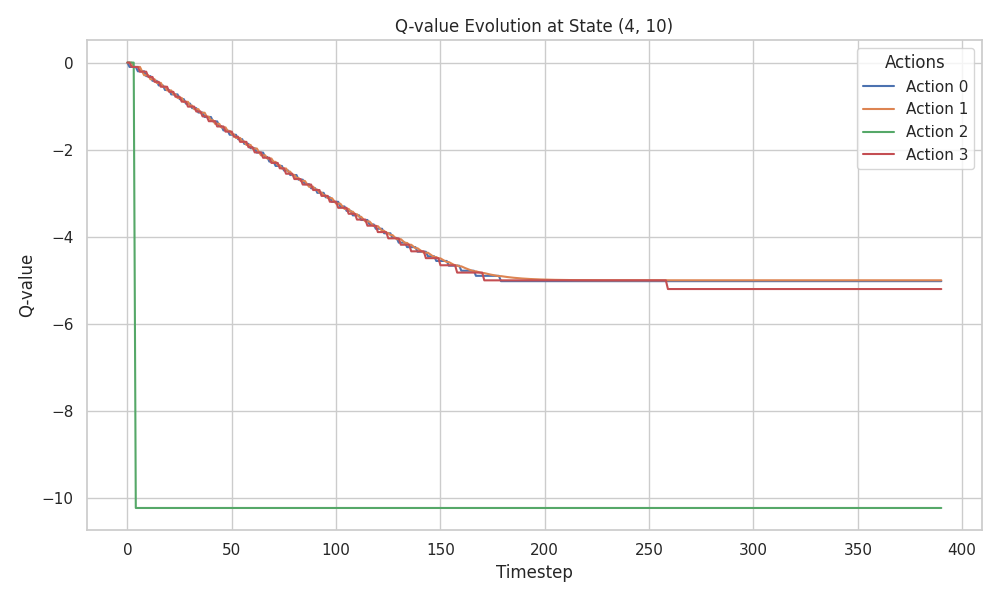 Q-value Evolution at State (4, 10)
Actions
Action 0
Action 1
Action 2
Action 3
Q-value
0
−2
−4
−6
−8
−10
0 50 100 150 200 250 300 350 400
Timestep